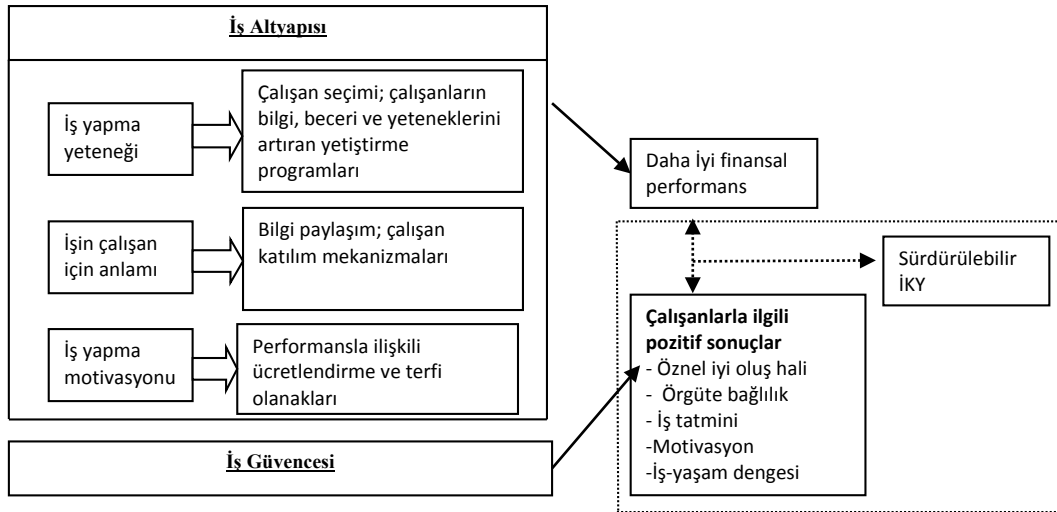 İş Altyapısı
İş yapma
yeteneği
Çalışan seçimi; çalışanların
bilgi, beceri ve yeteneklerini
artıran yetiştirme
programları
İşin çalışan
için anlamı
Bilgi paylaşım; çalışan
katılım mekanizmaları
İş yapma
motivasyonu
Performansla ilişkili
ücretlendirme ve terfi
olanakları
İş Güvencesi
Daha İyi finansal
performans
Sürdürülebilir
İKY
Çalışanlarla ilgili
pozitif sonuçlar
- Öznel iyi oluş hali
- Örgüte bağlılık
- İş tatmini
-Motivasyon
-İş-yaşam dengesi